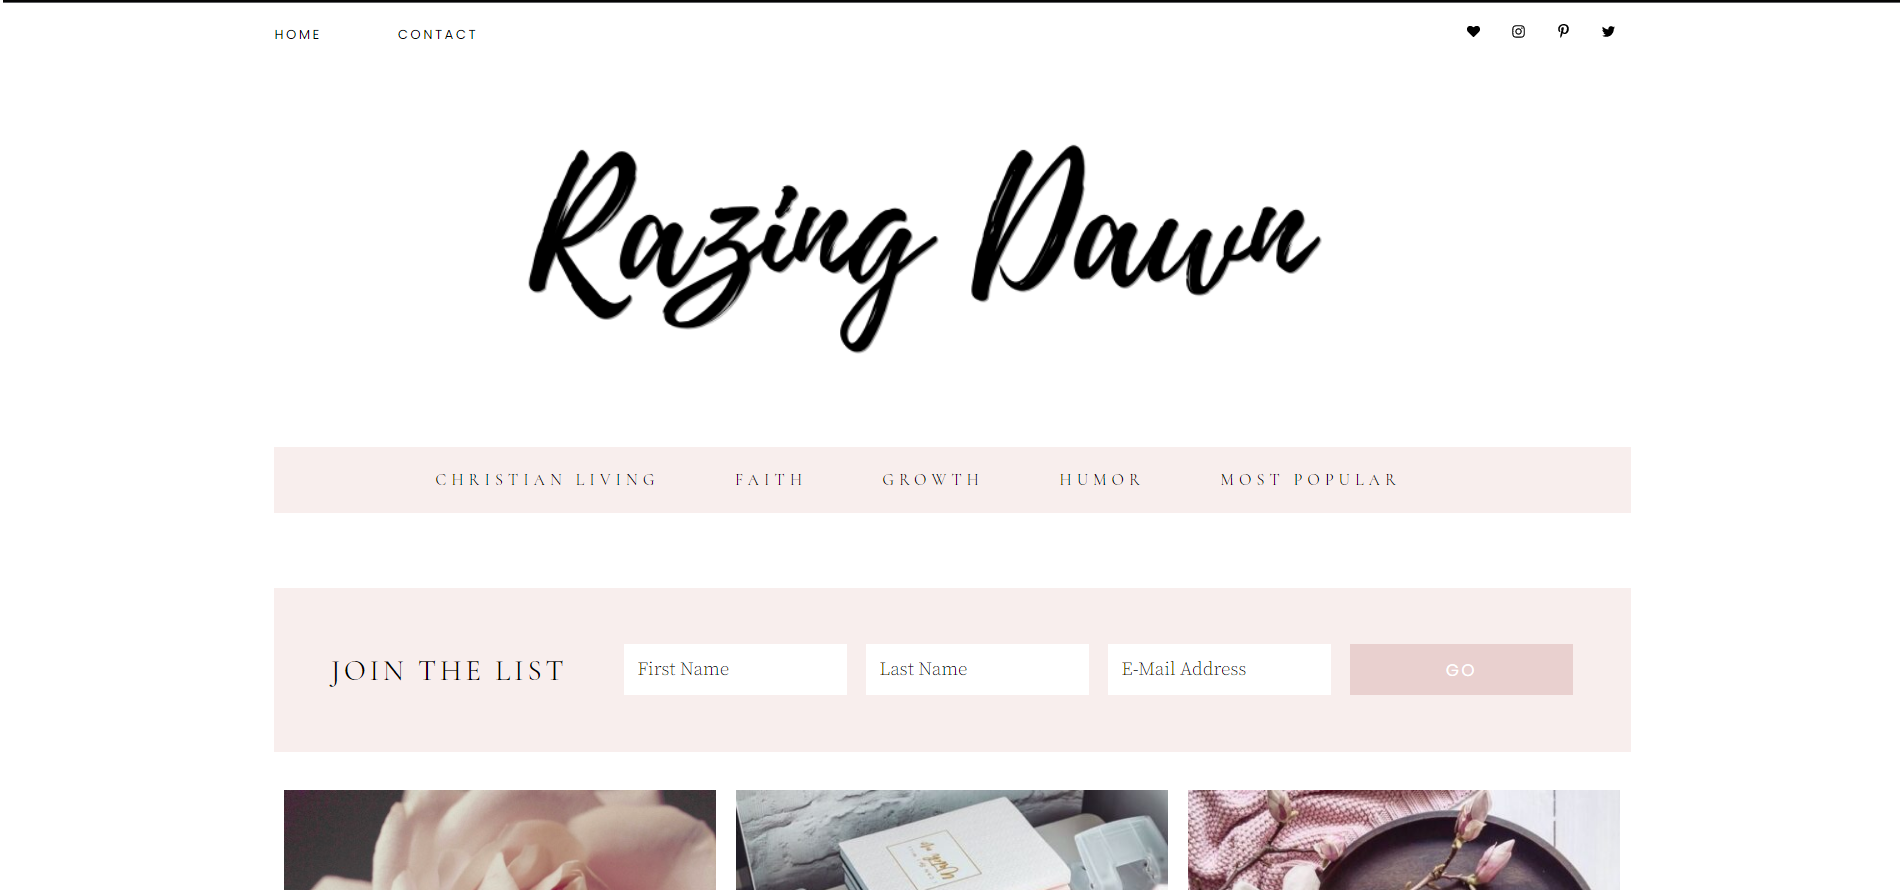 HOME CONTACT
Razing Dawn
CHRISTIAN LIVING FAITH GROWTH HUMOR MOST POPULAR
JOIN THE LIST First Name Last Name E-Mail Address GO